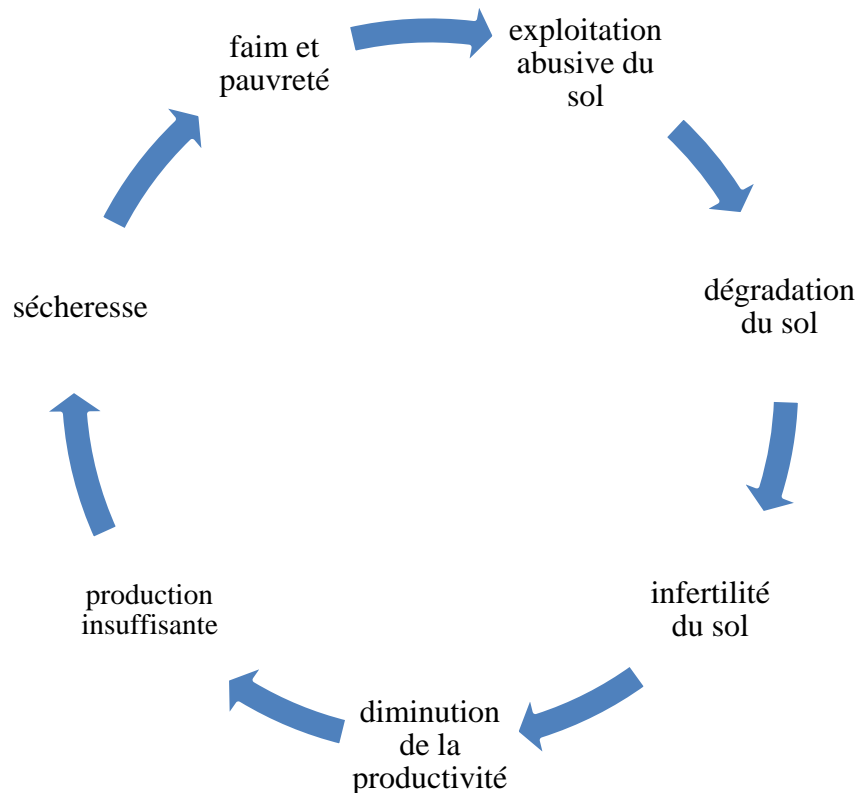 faim et
pauvreté
exploitation
abusive du
sol
dégradation
du sol
infertilité
du sol
diminution
de la
productivité
production
insuffisante
sécheresse